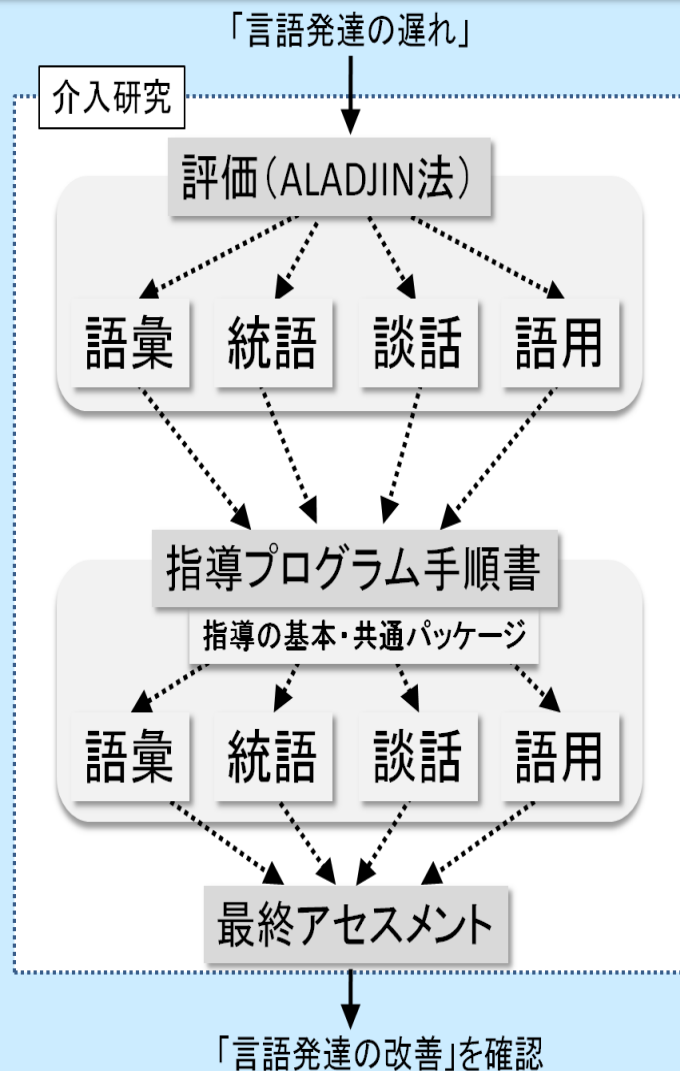 「言語発達の遅れ」
介入研究
評価（ALADJIN法）
語彙 統語 談話 語用
指導プログラム手順書
指導の基本・共通パッケージ
語彙 統語 談話 語用
最終アセスメント
「言語発達の改善」を確認